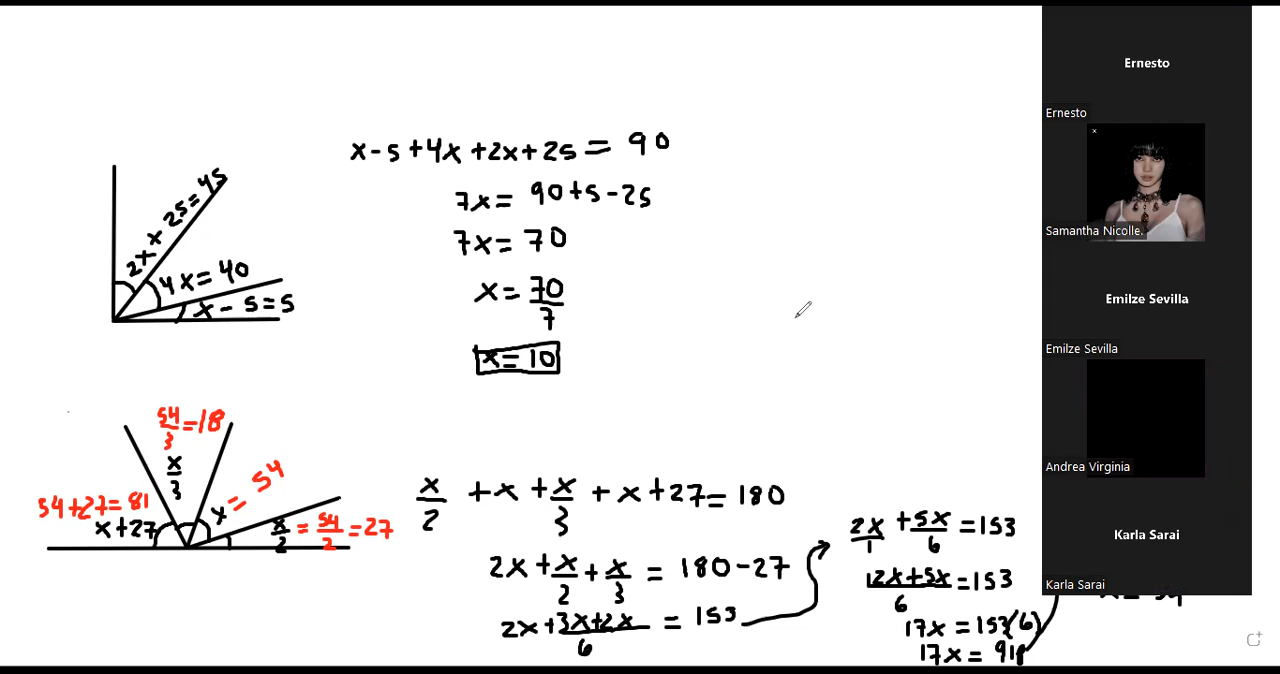 x-5+4x+2x+25=90
7x=90+5-25
7x=70
x=70/7
x=10
2x+25=45
4x=40
x-5=5
54/3=18
x/3
54+27=81
x+27
x=54
x/2=54/2=27
x/2+x+x/3+x+27=180
2x+x/2+x/3=180-27
2x+3x+2x/6=153
2x/1+5x/6=153
12x+5x/6=153
17x=153(6)
17x=918
Ernesto
Ernesto
Samantha Nicolle.
Emilze Sevilla
Emilze Sevilla
Andrea Virginia
Karla Sarai
Karla Sarai